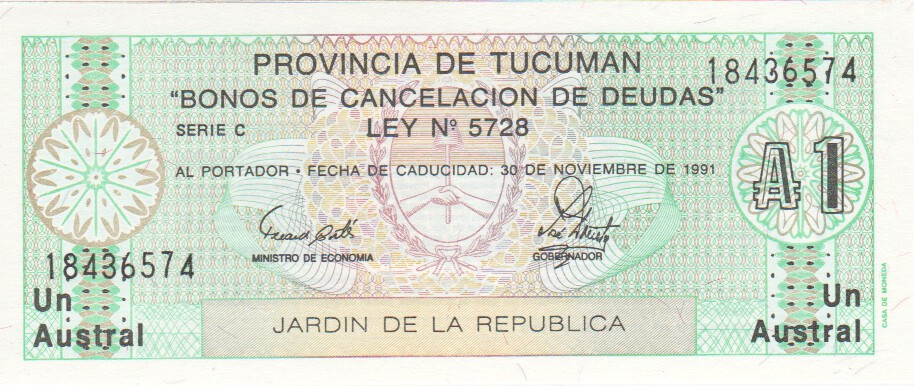 PROVINCIA DE TUCUMAN
18436574
"BONOS DE CANCELACION DE DEUDAS"
SERIE C
LEY Nº 5728
AL PORTADOR • FECHA DE CADUCIDAD: 30 DE NOVIEMBRE DE 1991
₳ 1
MINISTRO DE ECONOMIA
GOBERNADOR
18436574
Un
Austral
JARDIN DE LA REPUBLICA
Un
Austral
CASA DE MONEDA